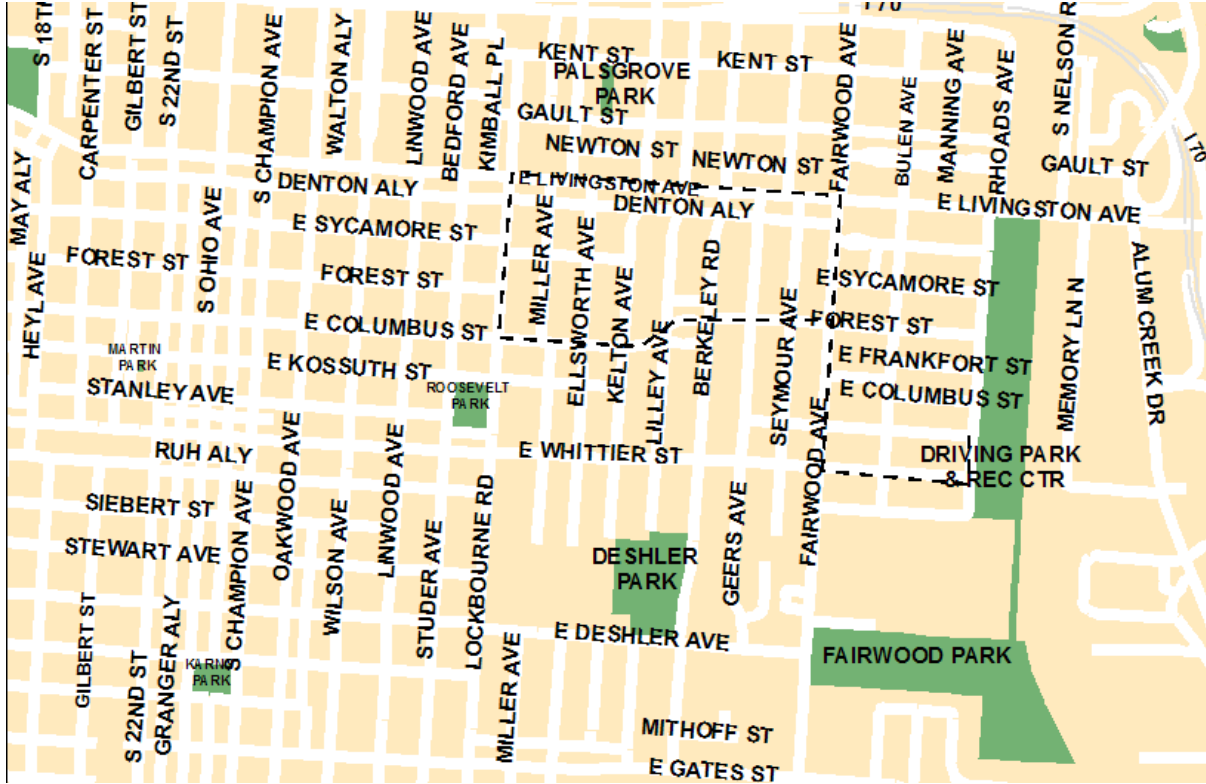 I 70
S 18TH
CARPENTER ST
GILBERT ST
S 22ND ST
S CHAMPION AVE
WALTON ALY
LINWOOD AVE
BEDFORD AVE
KIMBALL PL
KENT ST
KENT ST
PALSGROVE
PARK
GAULT ST
NEWTON ST
NEWTON ST
FAIRWOOD AVE
BULEN AVE
MANNING AVE
RHOADS AVE
S NELSON R
GAULT ST
I 70
MAY ALY
DENTON ALY
E LIVINGSTON AVE
DENTON ALY
E LIVINGSTON AVE
E SYCAMORE ST
FOREST ST
S OHIO AVE
FOREST ST
MILLER AVE
ELLSWORTH AVE
KELTON AVE
BERKELEY RD
SEYMOUR AVE
E SYCAMORE ST
ALUM CREEK DR
MEMORY LN N
HEYL AVE
E COLUMBUS ST
FOREST ST
MARTIN
PARK
E KOSSUTH ST
LILLEY AVE
E FRANKFORT ST
STANLEY AVE
ROOSEVELT
PARK
E COLUMBUS ST
RUH ALY
OAKWOOD AVE
LINWOOD AVE
E WHITTIER ST
FAIRWOOD AVE
DRIVING PARK
& REC CTR
SIEBERT ST
S CHAMPION AVE
WILSON AVE
STUDER AVE
LOCKBOURNE RD
GEERS AVE
STEWART AVE
DESHLER
PARK
GILBERT ST
S 22ND ST
GRANGER ALY
KARNS
PARK
MILLER AVE
E DESHLER AVE
FAIRWOOD PARK
MITHOFF ST
E GATES ST